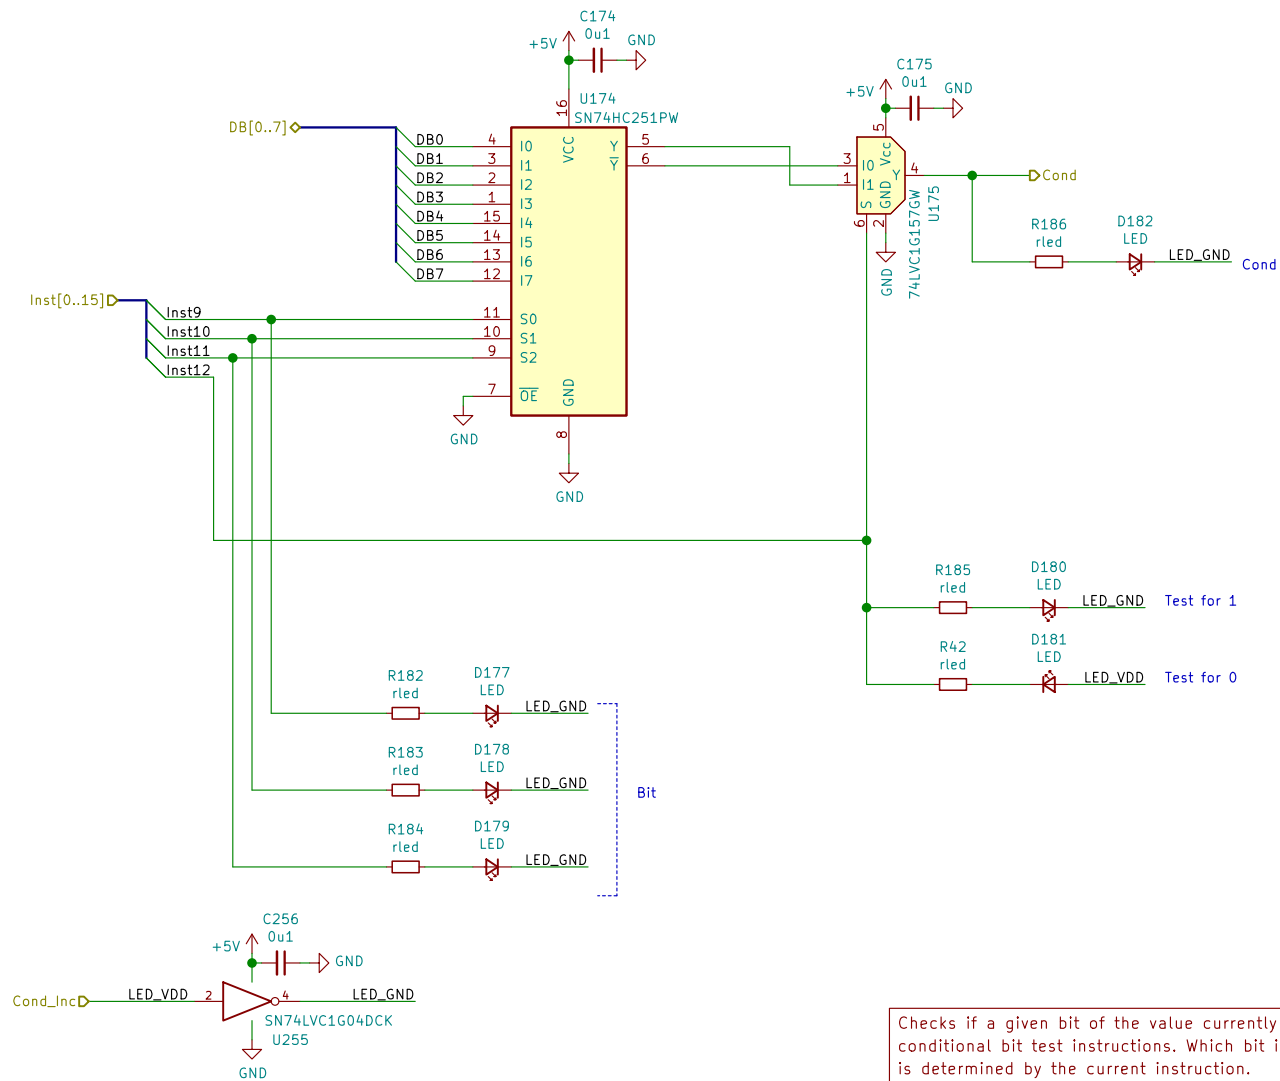 C174
0u1
+5V
GND
C175
0u1
+5V
GND
U174
SN74HC251PW
16
VCC
DB[0..7]
DB0
4
I0
DB1
3
I1
DB2
2
I2
DB3
1
I3
DB4
15
I4
DB5
14
I5
DB6
13
I6
DB7
12
I7
Y
5
Y
6
5
Vcc
3
I0
1
I1
Y
4
S
GND
6
2
U175
74LVC1G157GW
GND
Cond
R186
rled
D182
LED
LED_GND
Cond
Inst[0..15]
Inst9
11
S0
Inst10
10
S1
Inst11
9
S2
Inst12
7
OE
GND
GND
8
GND
R185
rled
D180
LED
LED_GND
Test for 1
R42
rled
D181
LED
LED_VDD
Test for 0
R182
rled
D177
LED
LED_GND
R183
rled
D178
LED
LED_GND
Bit
R184
rled
D179
LED
LED_GND
C256
0u1
+5V
GND
Cond_Inc
LED_VDD
2
4
LED_GND
SN74LVC1G04DCK
U255
GND
Checks if a given bit of the value currently
conditional bit test instructions. Which bit i
is determined by the current instruction.